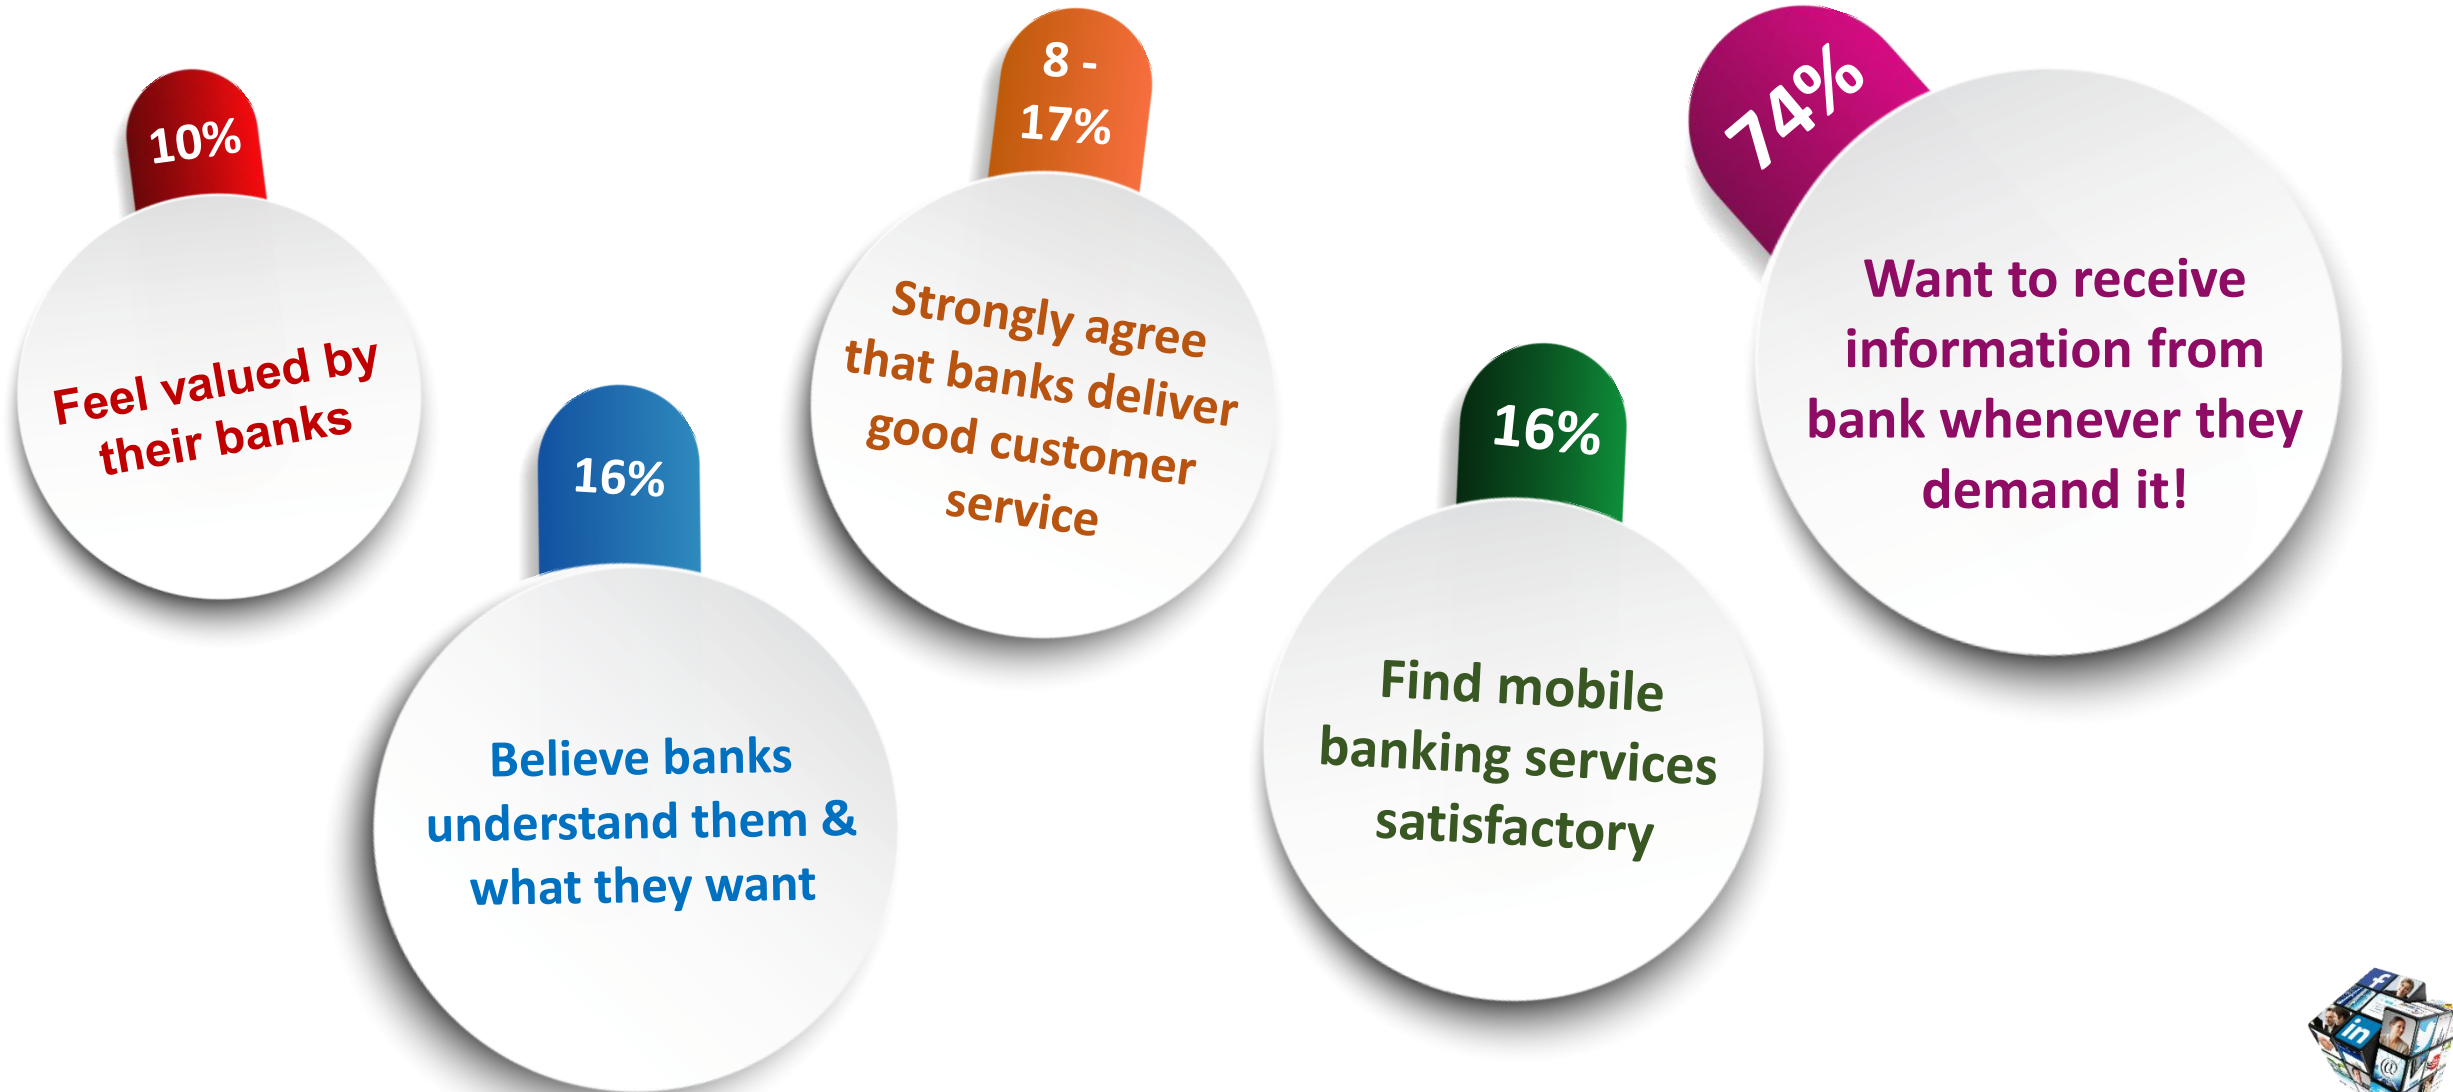 10%
Feel valued by
their banks
16%
Believe banks
understand them &
what they want
8 -
17%
Strongly agree
that banks deliver
good customer
service
16%
Find mobile
banking services
satisfactory
74%
Want to receive
information from
bank whenever they
demand it!
f
in
@